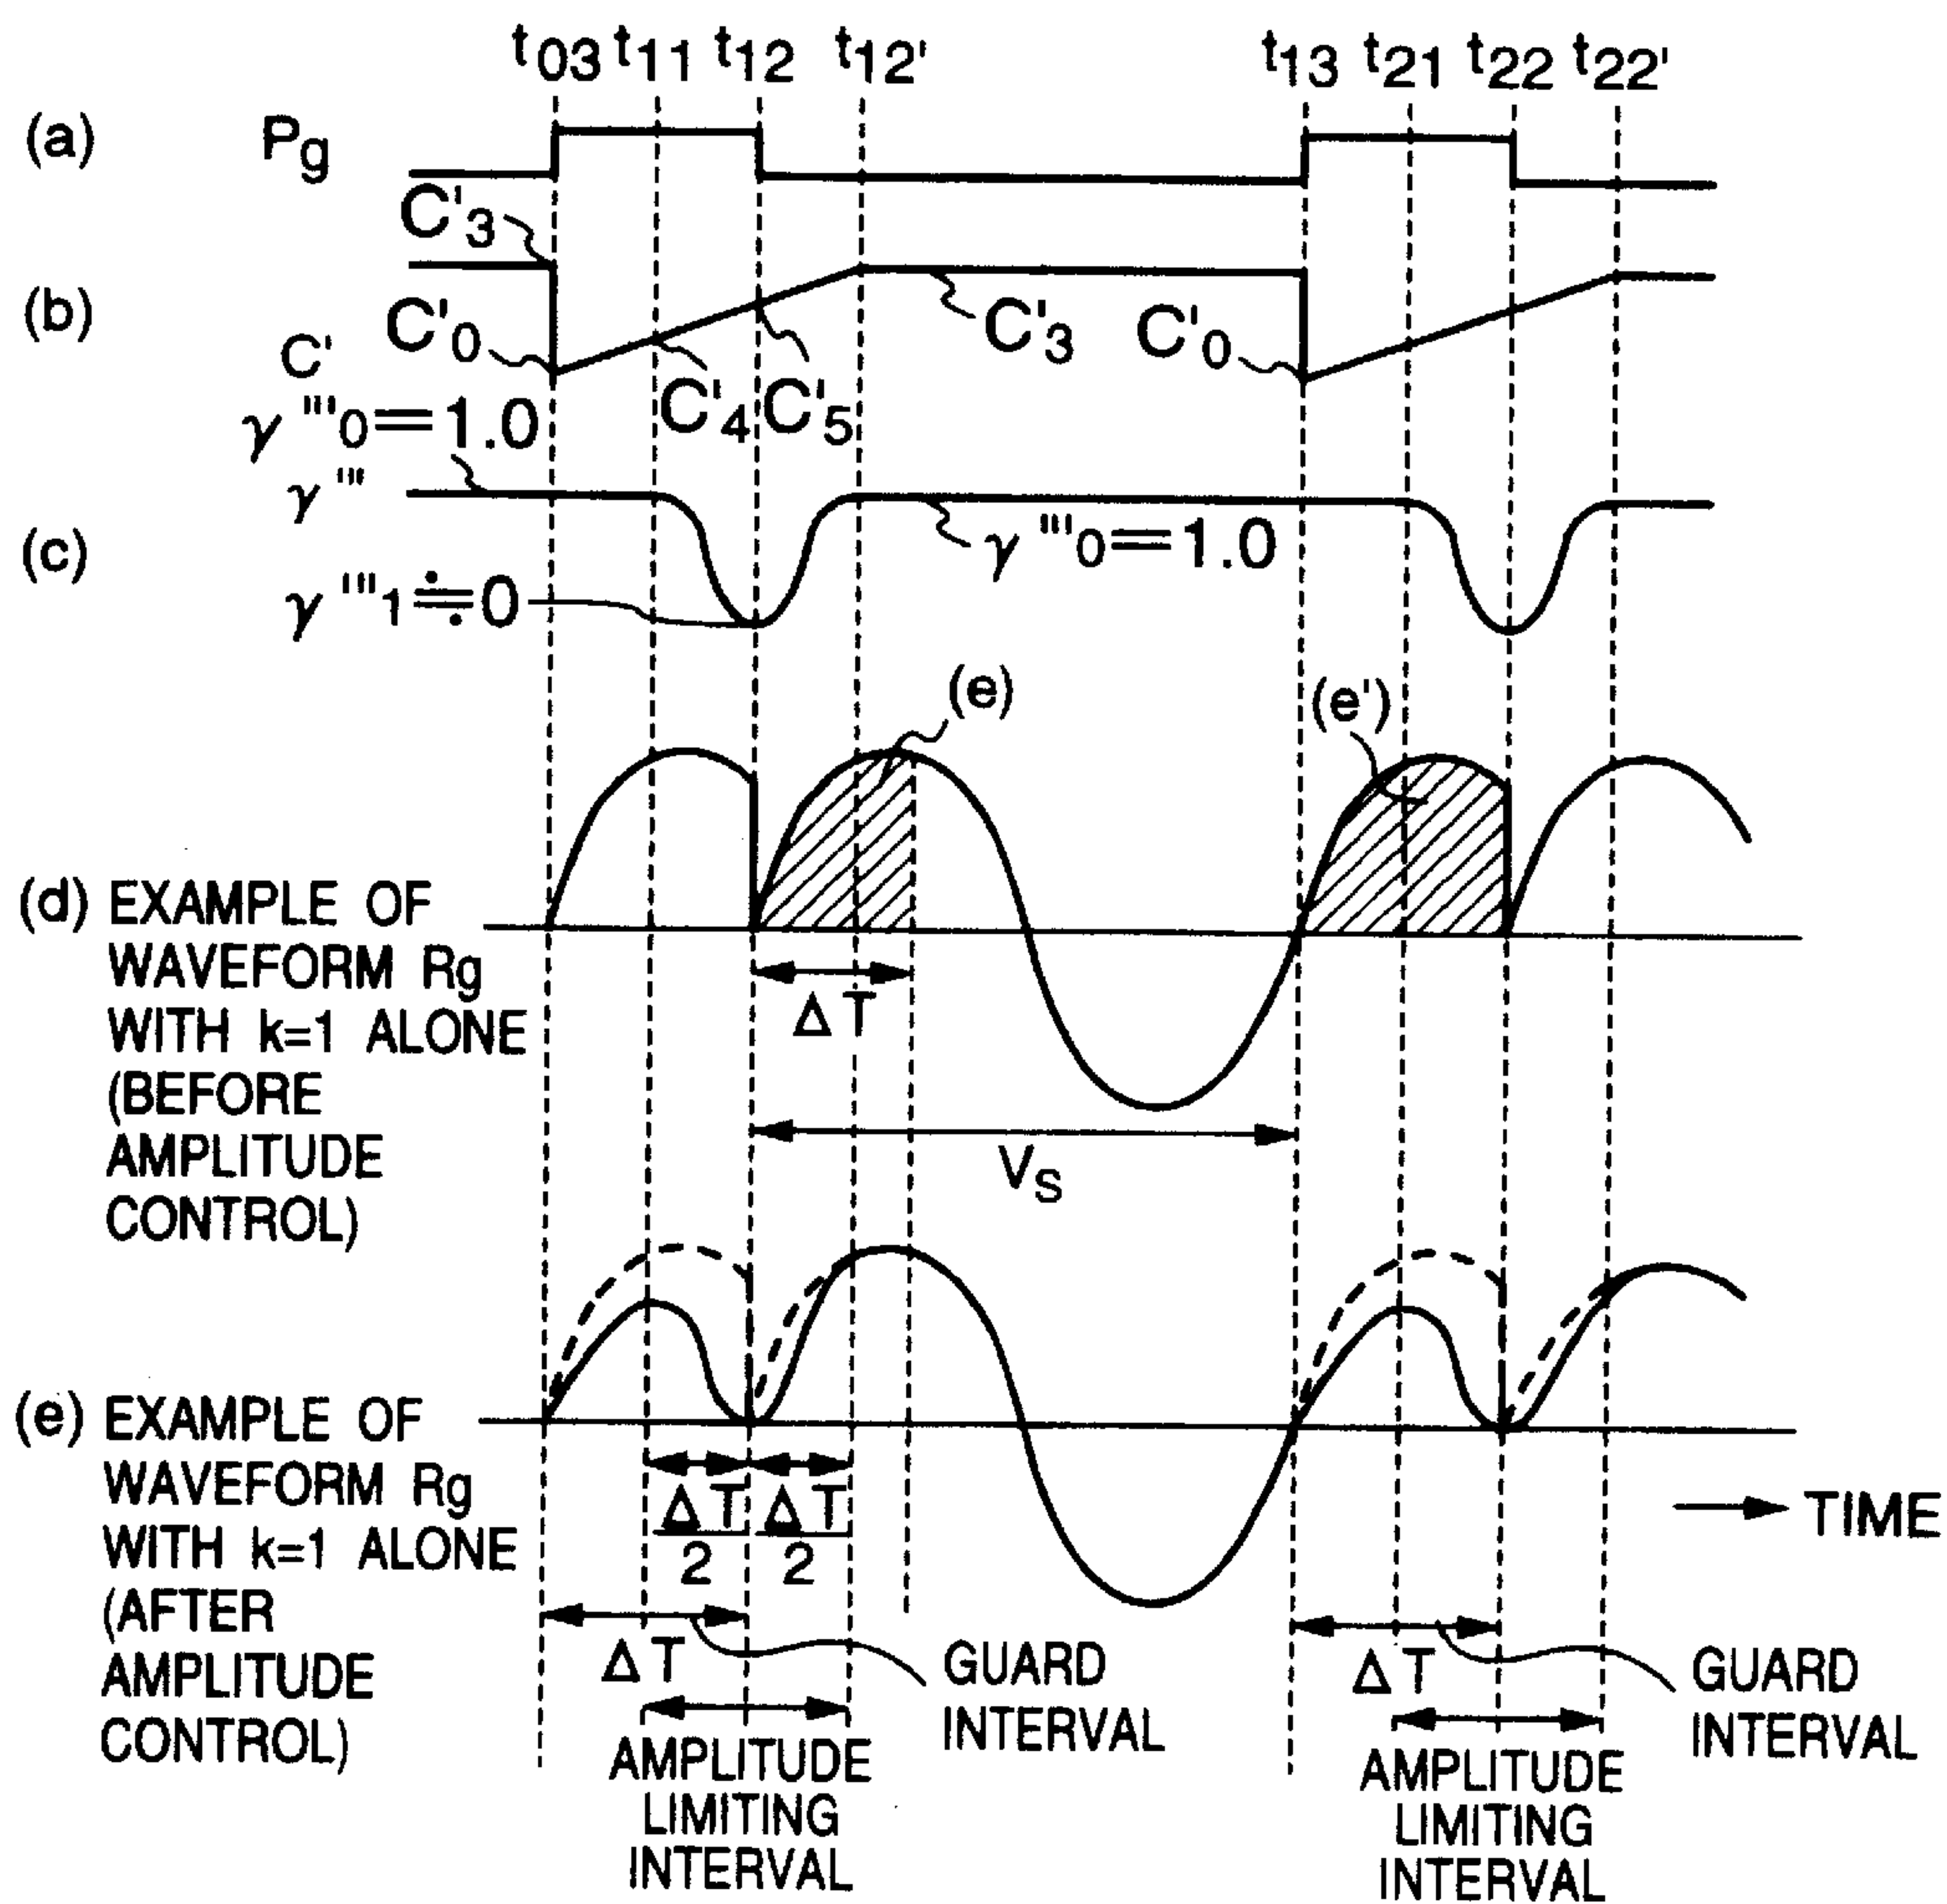 t03 t11 t12 t12' t13 t21 t22 t22'
(a) Pg
C'3
(b) C' C'0 C'4 C'5 C'3 C'0
γ'''0=1.0
γ'''
(c) γ'''0=1.0
γ'''1≒0
(e) (e')
(d) EXAMPLE OF
WAVEFORM Rg
WITH k=1 ALONE
(BEFORE
AMPLITUDE
CONTROL)
ΔT
VS
(e) EXAMPLE OF
WAVEFORM Rg
WITH k=1 ALONE
(AFTER
AMPLITUDE
CONTROL)
ΔT/2 ΔT/2
TIME
ΔT GUARD
INTERVAL
ΔT GUARD
INTERVAL
AMPLITUDE
LIMITING
INTERVAL
AMPLITUDE
LIMITING
INTERVAL